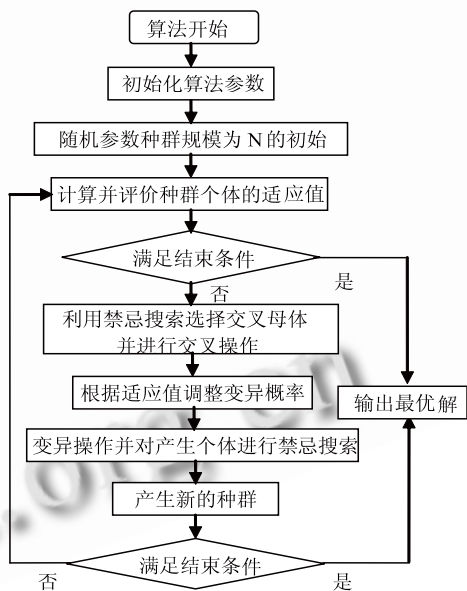 算法开始
初始化算法参数
随机参数种群规模为 N 的初始
计算并评价种群个体的适应值
满足结束条件
是
否
利用禁忌搜索选择交叉母体
并进行交叉操作
根据适应值调整变异概率
输出最优解
变异操作并对产生个体进行禁忌搜索
产生新的种群
满足结束条件
否
是